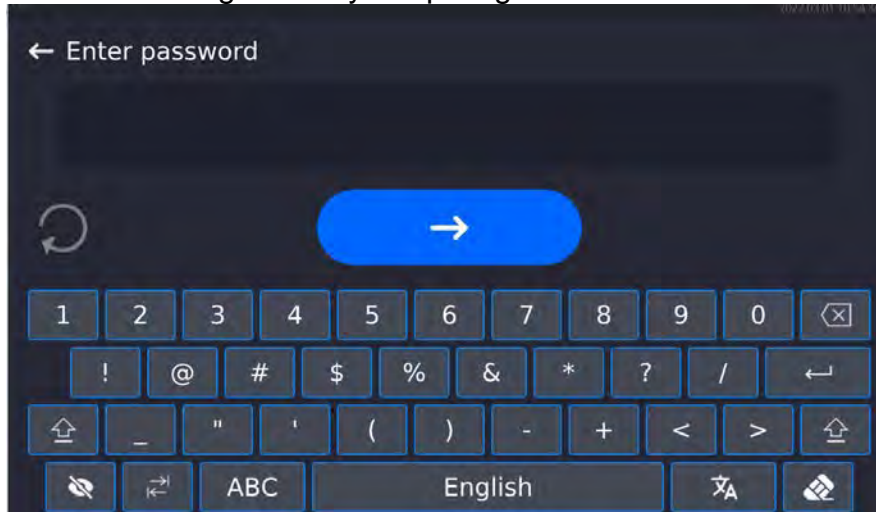 ← Enter password
→
1 2 3 4 5 6 7 8 9 0
! @ # $ % & * ? /
_ " ' ( ) - + < >
ABC English